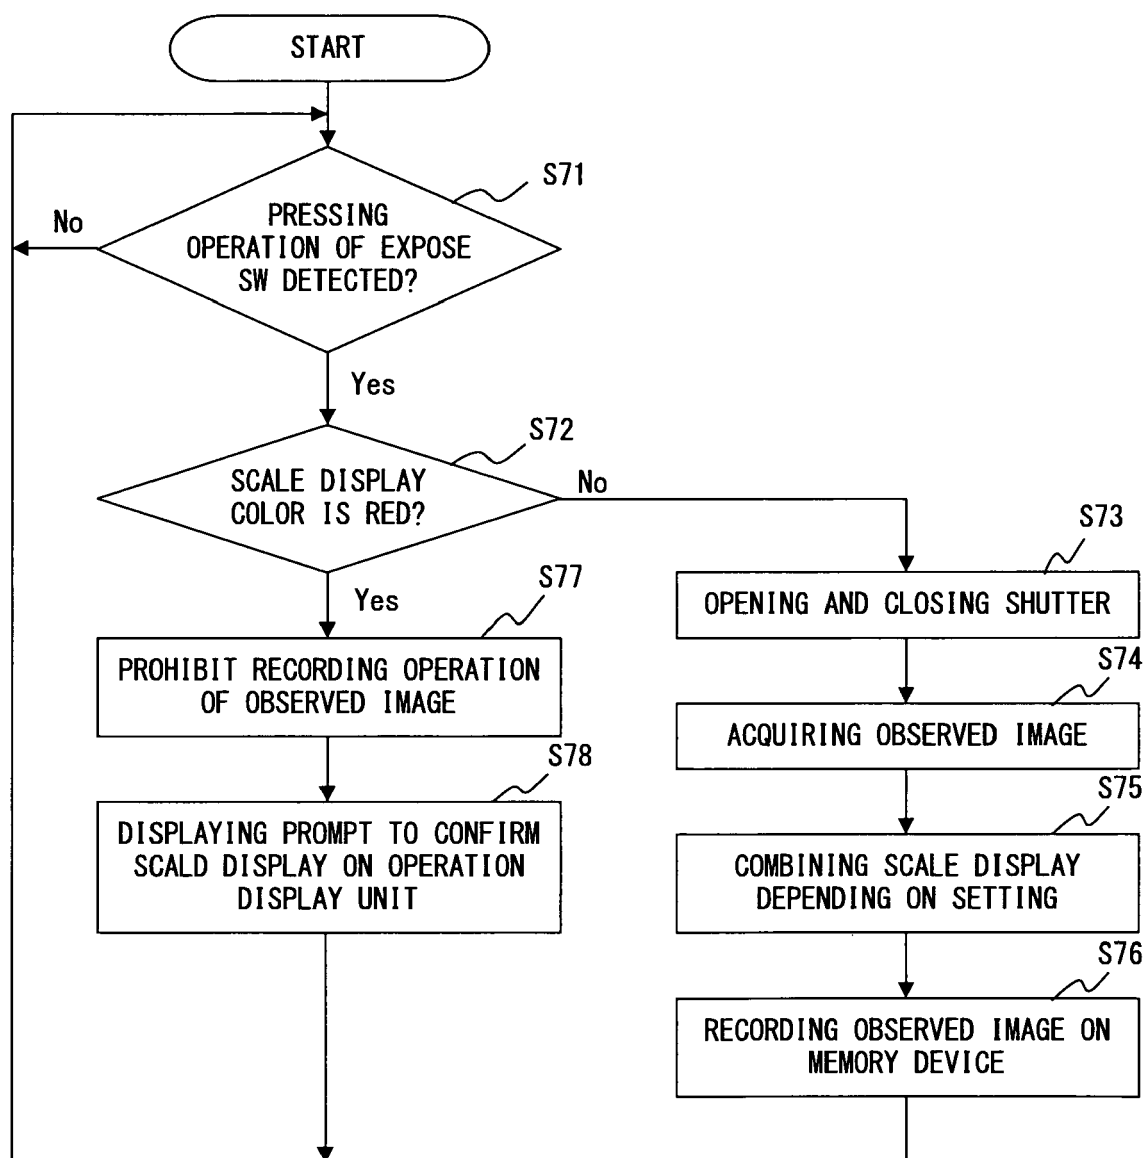 START
S71
No
PRESSING
OPERATION OF EXPOSE
SW DETECTED?
Yes
S72
SCALE DISPLAY
COLOR IS RED?
No
Yes
S77
PROHIBIT RECORDING OPERATION
OF OBSERVED IMAGE
S78
DISPLAYING PROMPT TO CONFIRM
SCALD DISPLAY ON OPERATION
DISPLAY UNIT
S73
OPENING AND CLOSING SHUTTER
S74
ACQUIRING OBSERVED IMAGE
S75
COMBINING SCALE DISPLAY
DEPENDING ON SETTING
S76
RECORDING OBSERVED IMAGE ON
MEMORY DEVICE